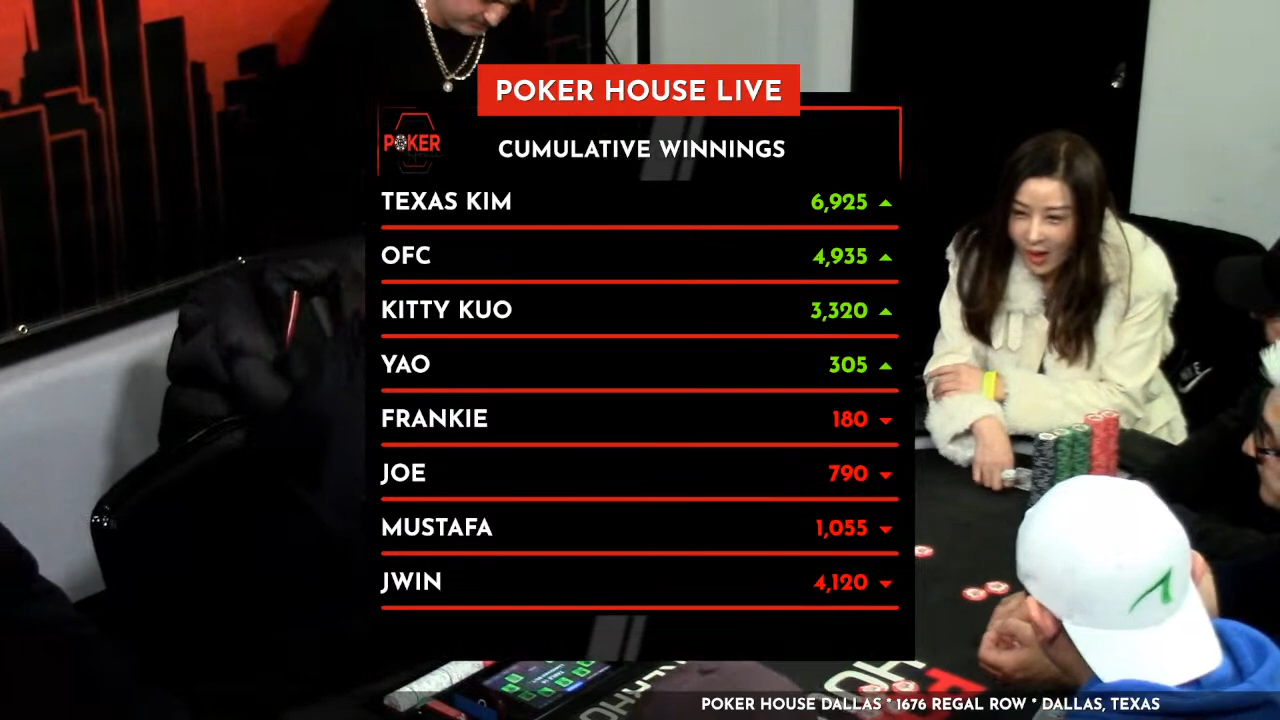 POKER HOUSE LIVE
POKER
CUMULATIVE WINNINGS
TEXAS KIM 6,925
OFC 4,935
KITTY KUO 3,320
YAO 305
FRANKIE 180
JOE 790
MUSTAFA 1,055
JWIN 4,120
POKER HOUSE DALLAS * 1676 REGAL ROW * DALLAS, TEXAS